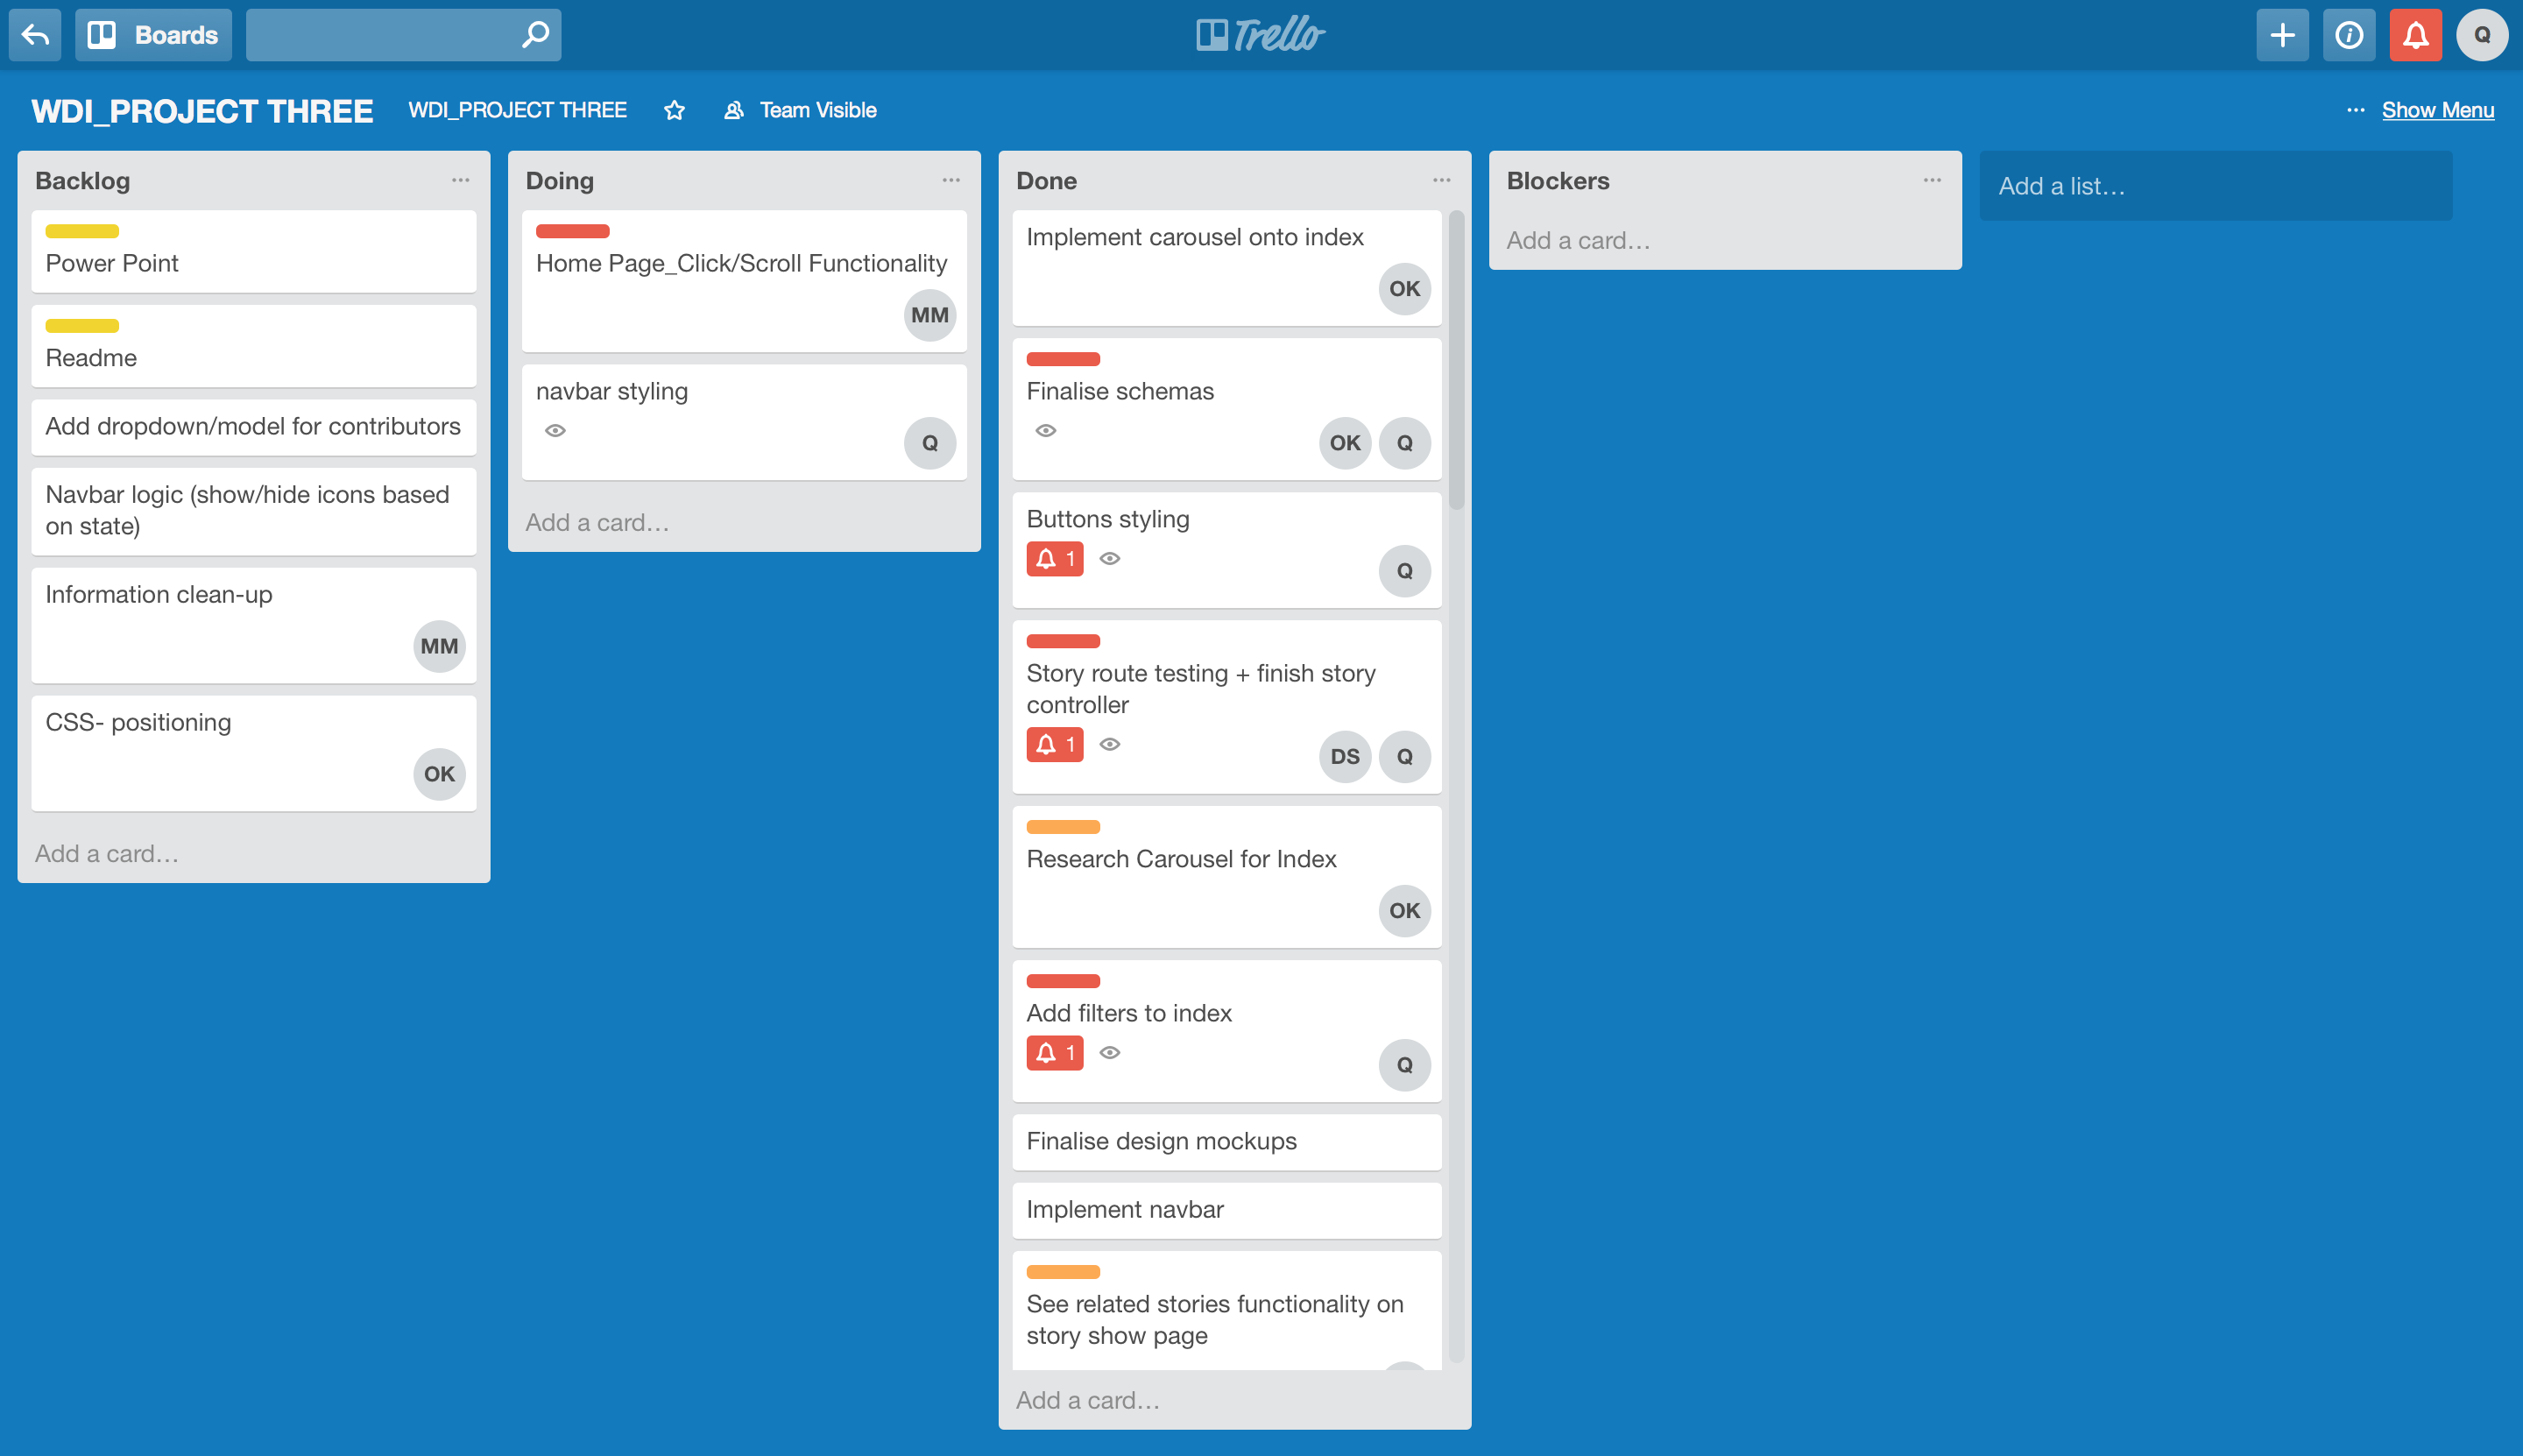 Boards
Trello
Q
WDI_PROJECT THREE
WDI_PROJECT THREE
Team Visible
··· Show Menu
Backlog
Power Point
Readme
Add dropdown/model for contributors
Navbar logic (show/hide icons based
on state)
Information clean-up
MM
CSS- positioning
OK
Add a card…
Doing
Home Page_Click/Scroll Functionality
MM
navbar styling
Q
Add a card…
Done
Implement carousel onto index
OK
Finalise schemas
OK Q
Buttons styling
1
Q
Story route testing + finish story
controller
1
DS Q
Research Carousel for Index
OK
Add filters to index
1
Q
Finalise design mockups
Implement navbar
See related stories functionality on
story show page
Add a card…
Blockers
Add a card…
Add a list…